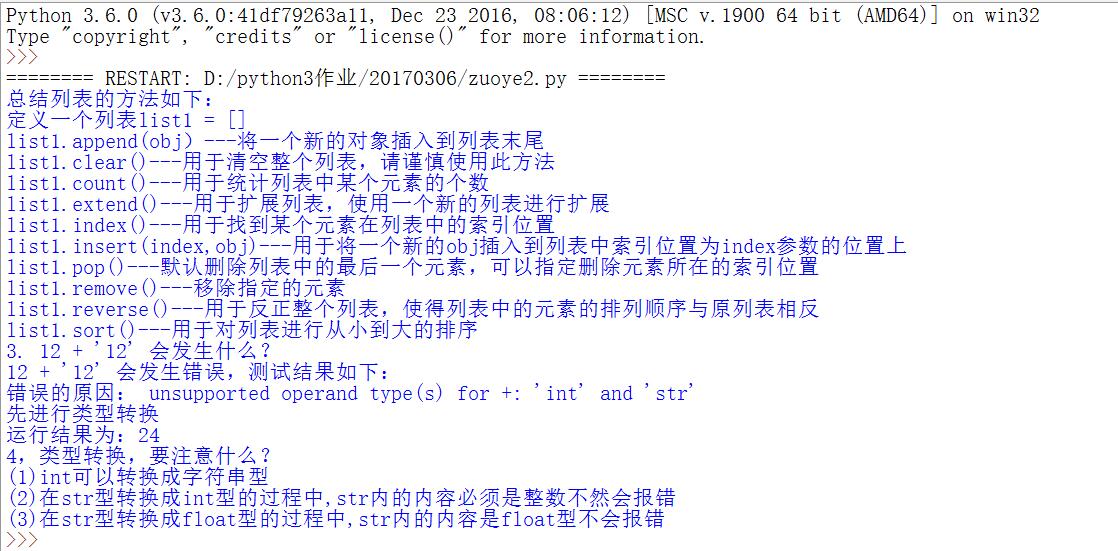 Python 3.6.0 (v3.6.0:41df79263a11, Dec 23 2016, 08:06:12) [MSC v.1900 64 bit (AMD64)] on win32
Type "copyright", "credits" or "license()" for more information.
>>>
======== RESTART: D:/python3作业/20170306/zuoye2.py ========
总结列表的方法如下:
定义一个列表list1 = []
list1.append(obj) ---将一个新的对象插入到列表末尾
list1.clear()---用于清空整个列表，请谨慎使用此方法
list1.count()---用于统计列表中某个元素的个数
list1.extend()---用于扩展列表，使用一个新的列表进行扩展
list1.index()---用于找到某个元素在列表中的索引位置
list1.insert(index,obj)---用于将一个新的obj插入到列表中索引位置为index参数的位置上
list1.pop()---默认删除列表中的最后一个元素，可以指定删除元素所在的索引位置
list1.remove()---移除指定的元素
list1.reverse()---用于反正整个列表，使得列表中的元素的排列顺序与原列表相反
list1.sort()---用于对列表进行从小到大的排序
3. 12 + '12' 会发生什么?
12 + '12' 会发生错误，测试结果如下:
错误的原因: unsupported operand type(s) for +: 'int' and 'str'
先进行类型转换
运行结果为: 24
4，类型转换，要注意什么?
(1)int可以转换成字符串型
(2)在str型转换成int型的过程中,str内的内容必须是整数不然会报错
(3)在str型转换成float型的过程中,str内的内容是float型不会报错
>>>